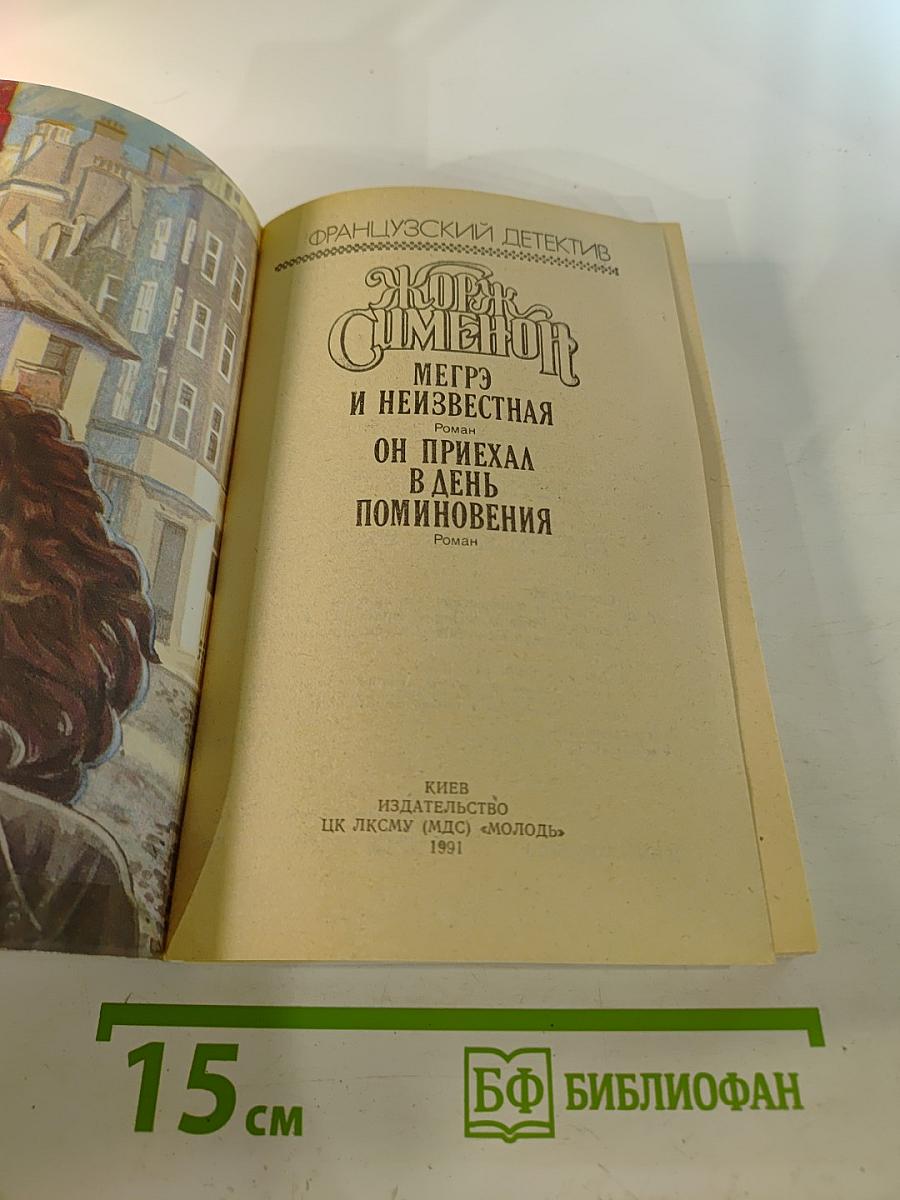 ФРАНЦУЗСКИЙ ДЕТЕКТИВ
ЖОРЖ
СИМЕНОН
МЕГРЭ
И НЕИЗВЕСТНАЯ
Роман
ОН ПРИЕХАЛ
В ДЕНЬ
ПОМИНОВЕНИЯ
Роман
КИЕВ
ИЗДАТЕЛЬСТВО
ЦК ЛКСМУ (МДС) «МОЛОДЬ»
1991
15 см
БФ БИБЛИОФАН